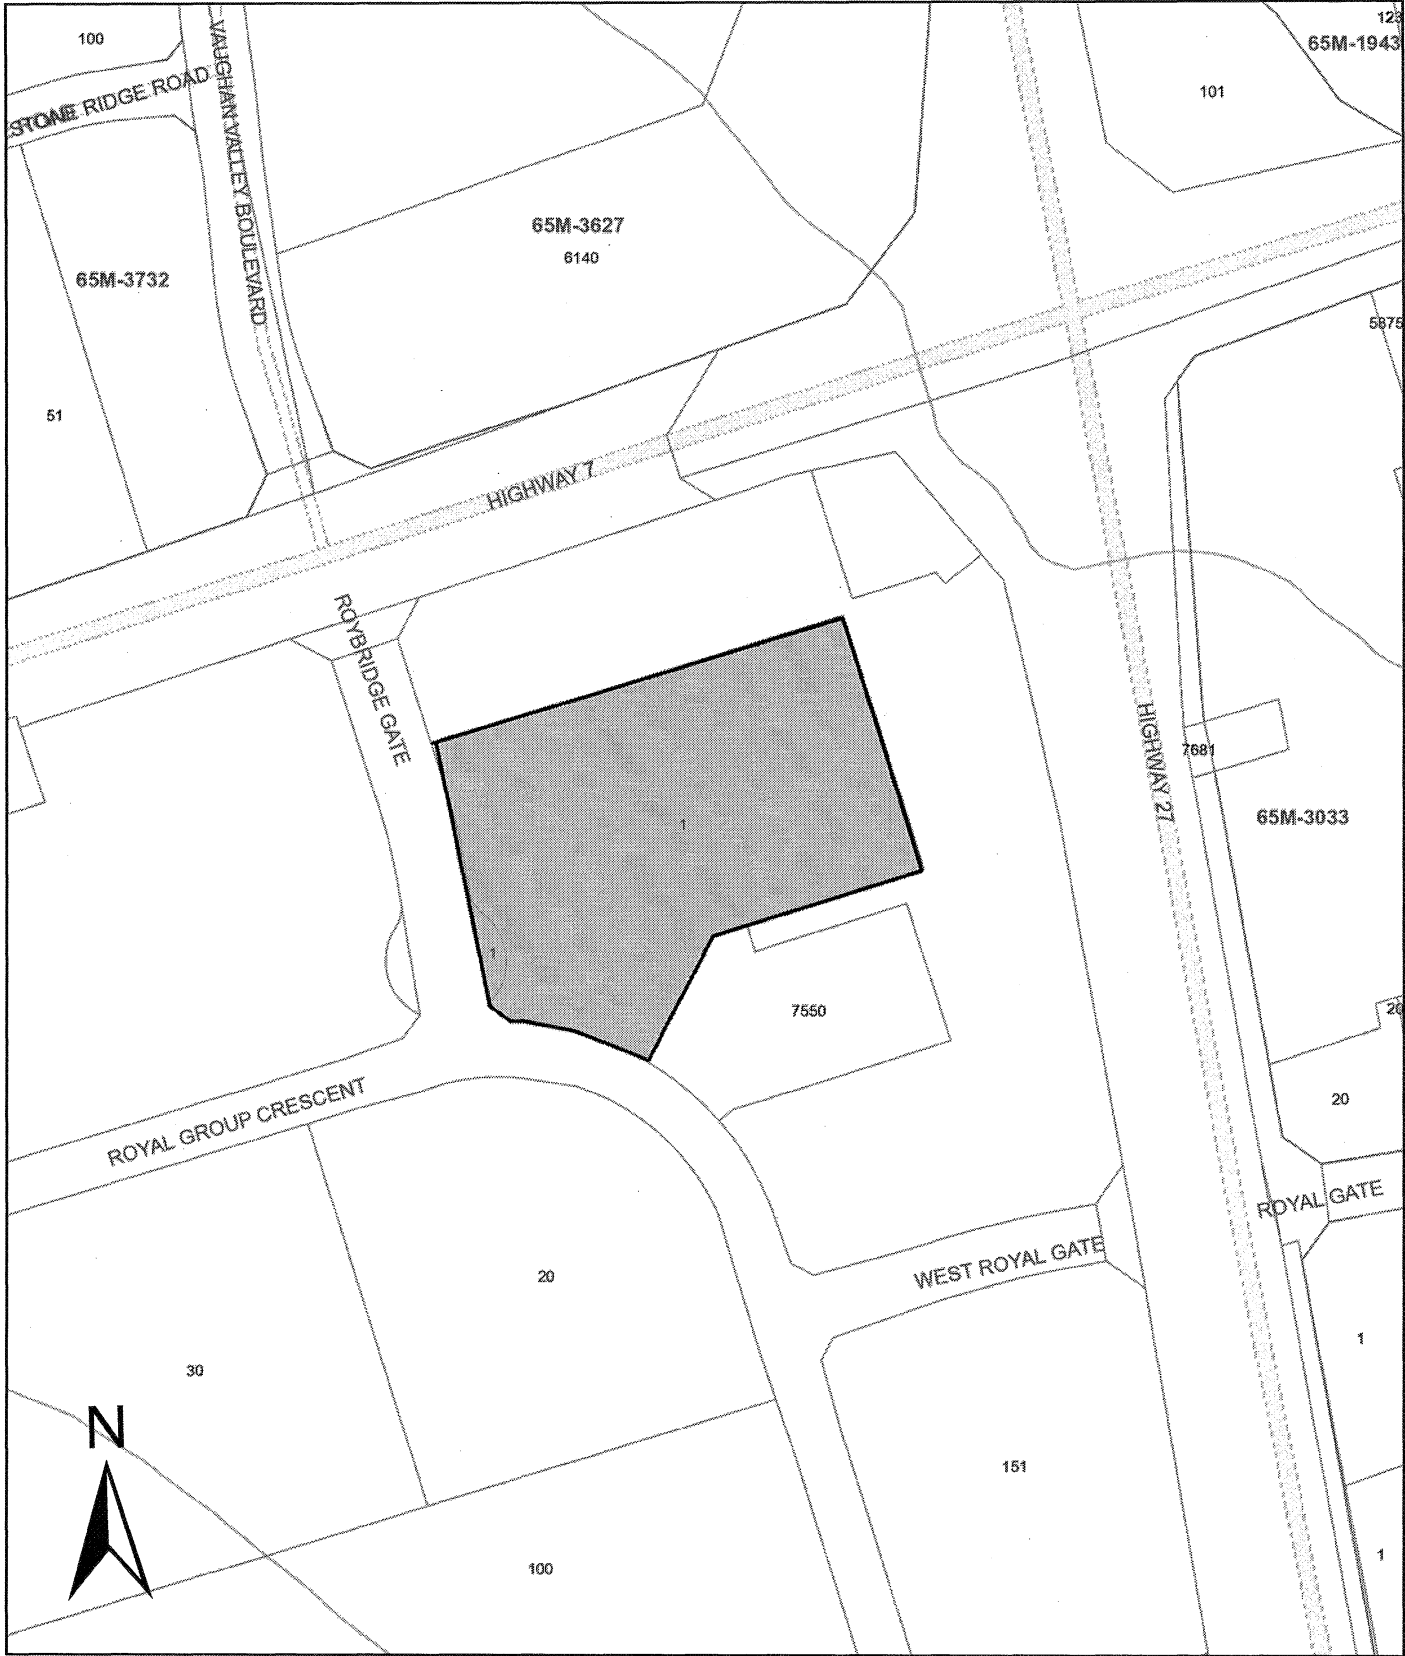 100
65M-1943
101
STONE RIDGE ROAD
VAUGHAN VALLEY BOULEVARD
65M-3627
6140
65M-3732
5875
51
HIGHWAY 7
ROYBRIDGE GATE
HIGHWAY 27
7681
65M-3033
1
1
7550
20
20
ROYAL GROUP CRESCENT
ROYAL GATE
WEST ROYAL GATE
20
1
30
N
151
1
100